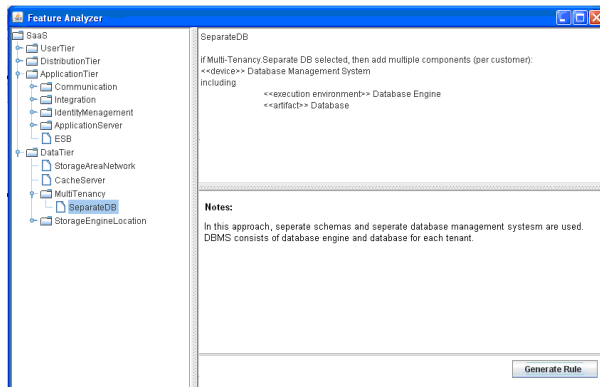 Feature Analyzer
SaaS
UserTier
DistributionTier
ApplicationTier
Communication
Integration
IdentityMenagement
ApplicationServer
ESB
DataTier
StorageAreaNetwork
CacheServer
MultiTenancy
SeparateDB
StorageEngineLocation
SeparateDB
if Multi-Tenancy.Separate DB selected, then add multiple components (per customer):
<<device>> Database Management System
including
<<execution environment>> Database Engine
<<artifact>> Database
Notes:
In this approach, seperate schemas and seperate database management systesm are used.
DBMS consists of database engine and database for each tenant.
Generate Rule